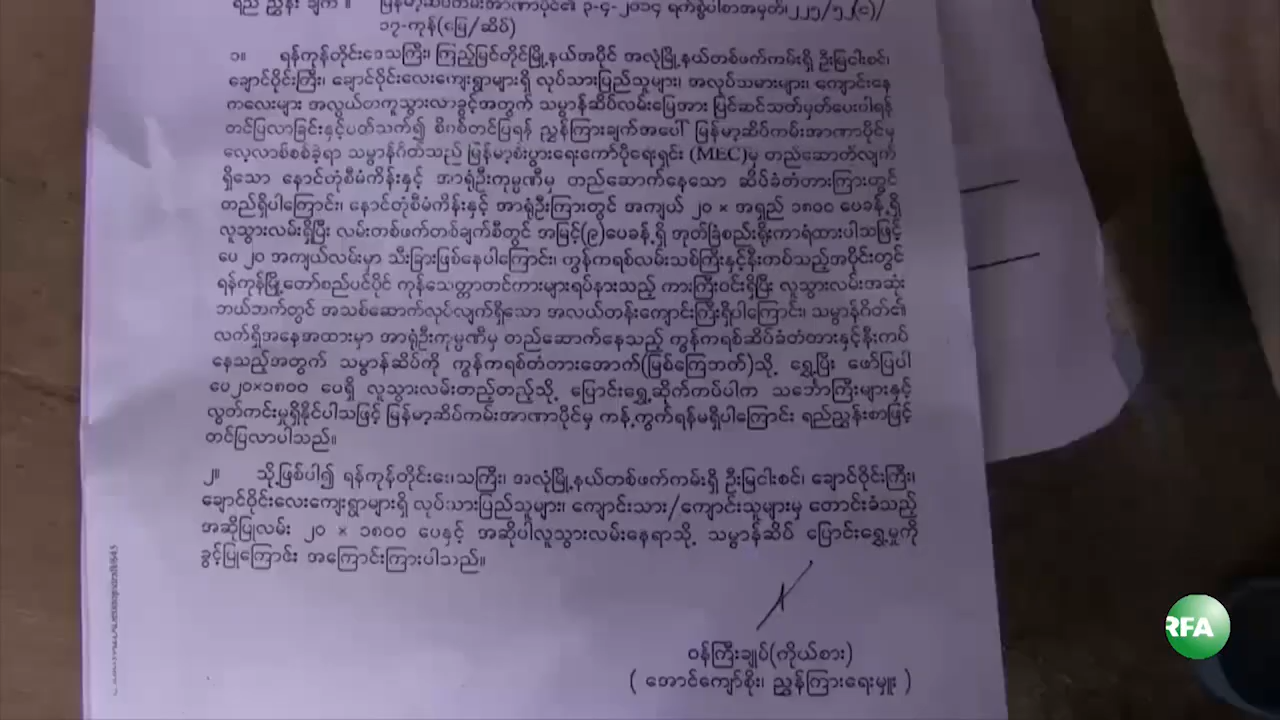 ရည် ညွှန်း ချက် ။ မြန်မာ့ဆိပ်ကမ်းအာဏာပိုင်၏ ၃-၄-၂၀၁၄ ရက်စွဲပါစာအမှတ်၊ ၂၂၅/၅၂(၁)/
၁၇-ကုန်(မြေ/ဆိပ်)
၁။ ရန်ကုန်တိုင်းဒေသကြီး၊ ကြည့်မြင်တိုင်မြို့နယ်အပိုင် အလုံမြို့နယ်တစ်ဖက်ကမ်းရှိ ဦးမြငါးစင်၊
ချောင်ဝိုင်းကြီး၊ ချောင်ဝိုင်းလေးကျေးရွာများရှိ လုပ်သားပြည်သူများ၊ အလုပ်သမားများ၊ ကျောင်းနေ
ကလေးများ အလွယ်တကူသွားလာခွင့်အတွက် သမ္ဗာန်ဆိပ်လမ်းမြေအား ပြင်ဆင်သတ်မှတ်ပေးပါရန်
တင်ပြလာခြင်းနှင့်ပတ်သက်၍ စိစစ်တင်ပြရန် ညွှန်ကြားချက်အပေါ် မြန်မာ့ဆိပ်ကမ်းအာဏာပိုင်မှ
လေ့လာစစ်စစ်ခဲ့ရာ သမ္ဗာန်ဂိတ်သည် မြန်မာ့စီးပွားရေးကော်ပိုရေးရှင်း (MEC)မှ တည်ဆောက်လျက်
ရှိသော နောင်တုံစီမံကိန်းနှင့် အာရုံဦးကုမ္ပဏီမှ တည်ဆောက်နေသော ဆိပ်ခံတံတားကြားတွင်
တည်ရှိပါကြောင်း၊ နောင်တုံစီမံကိန်းနှင့် အာရုံဦးကြားတွင် အကျယ် ၂၀ × အရှည် ၁၈၀၀ ပေခန့်ရှိ
လူသွားလမ်းရှိပြီး လမ်းတစ်ဖက်တစ်ချက်စီတွင် အမြင့်(၉)ပေခန့်ရှိ အုတ်ခြံစည်းရိုးကာရံထားပါသဖြင့်
ပေ ၂၀ အကျယ်လမ်းမှာ သီးခြားဖြစ်နေပါကြောင်း၊ ကွန်ကရစ်လမ်းသစ်ကြီးနှင့်နီးကပ်သည့်အပိုင်းတွင်
ရန်ကုန်မြို့တော်စည်ပင်ပိုင် ကုန်သေတ္တာတင်ကားများရပ်နားသည့် ကားကြီးဝင်းရှိပြီး လူသွားလမ်းအဆုံး
ဘယ်ဘက်တွင် အသစ်ဆောက်လုပ်လျက်ရှိသော အလယ်တန်းကျောင်းကြီးရှိပါကြောင်း၊ သမ္ဗာန်ဂိတ်၏
လက်ရှိအနေအထားမှာ အာရုံဦးကုမ္ပဏီမှ တည်ဆောက်နေသည့် ကွန်ကရစ်ဆိပ်ခံတံတားနှင့်နီးကပ်
နေသည့်အတွက် သမ္ဗာန်ဆိပ်ကို ကွန်ကရစ်တံတားအောက်(မြစ်ကြေဘက်)သို့ ရွှေ့ပြီး ဖော်ပြပါ
ပေ၂၀×၁၈၀၀ ပေရှိ လူသွားလမ်းတည့်တည့်သို့ ပြောင်းရွှေ့ဆိုက်ကပ်ပါက သင်္ဘောကြီးများနှင့်
လွတ်ကင်းမှုရှိနိုင်ပါသဖြင့် မြန်မာ့ဆိပ်ကမ်းအာဏာပိုင်မှ ကန့်ကွက်ရန်မရှိပါကြောင်း ရည်ညွှန်းစာဖြင့်
တင်ပြလာပါသည်။
၂။ သို့ဖြစ်ပါ၍ ရန်ကုန်တိုင်းဒေသကြီး၊ အလုံမြို့နယ်တစ်ဖက်ကမ်းရှိ ဦးမြငါးစင်၊ ချောင်ဝိုင်းကြီး၊
ချောင်ဝိုင်းလေးကျေးရွာများရှိ လုပ်သားပြည်သူများ၊ ကျောင်းသား/ကျောင်းသူများမှ တောင်းခံသည့်
အဆိုပြုလမ်း ၂၀ × ၁၈၀၀ ပေနှင့် အဆိုပါလူသွားလမ်းနေရာသို့ သမ္ဗာန်ဆိပ် ပြောင်းရွှေ့မှုကို
ခွင့်ပြုကြောင်း အကြောင်းကြားပါသည်။
ဝန်ကြီးချုပ်(ကိုယ်စား)
( အောင်ကျော်စိုး၊ ညွှန်ကြားရေးမှူး )
RFA